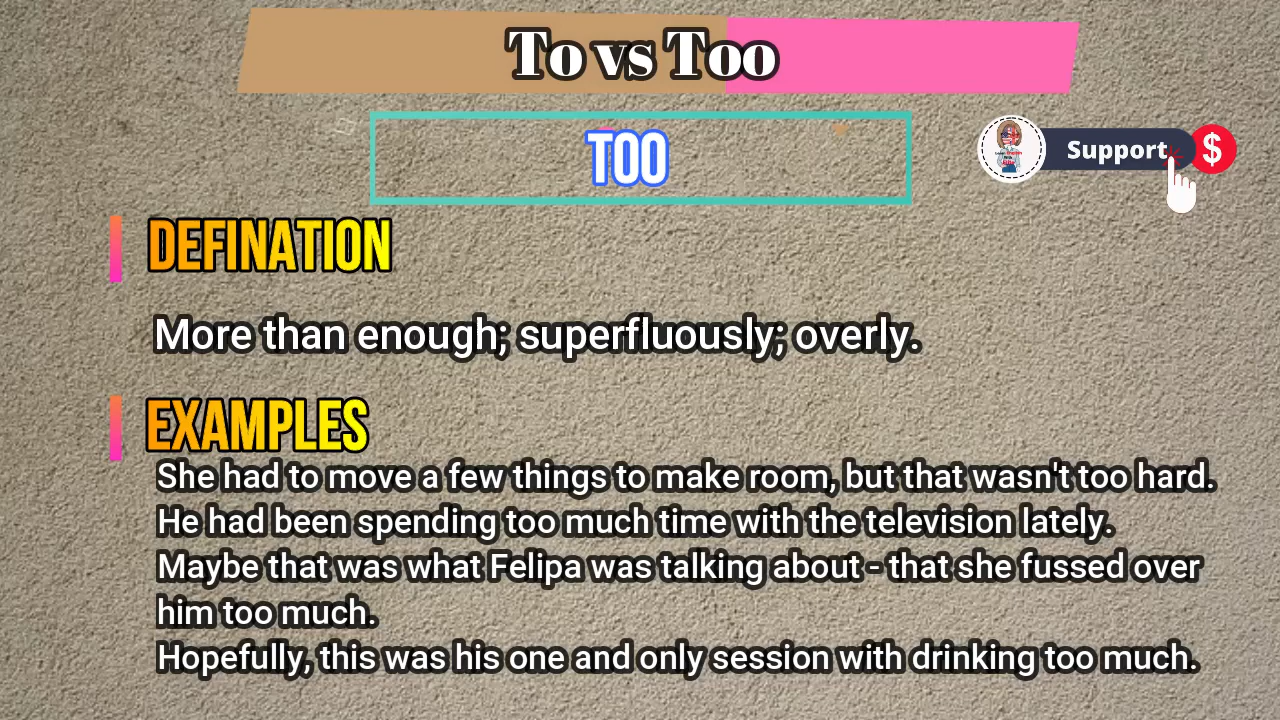 To vs Too
TOO
Support
$
DEFINATION
More than enough; superfluously; overly.
EXAMPLES
She had to move a few things to make room, but that wasn't too hard.
He had been spending too much time with the television lately.
Maybe that was what Felipa was talking about - that she fussed over
him too much.
Hopefully, this was his one and only session with drinking too much.